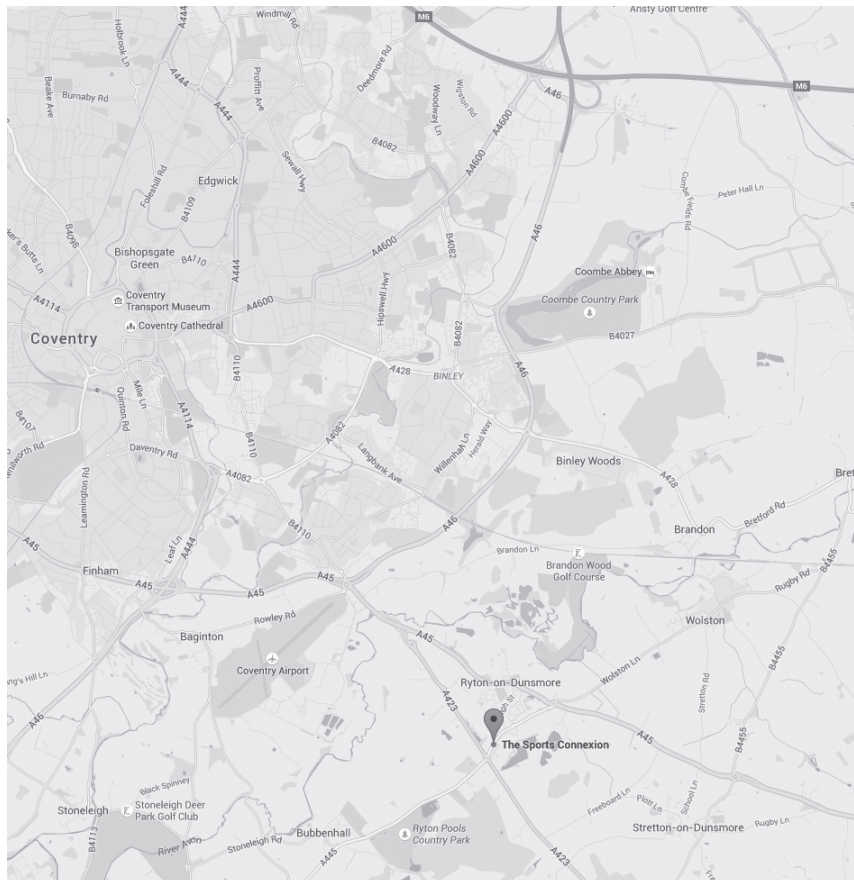 Ansty Golf Centre
Windmill Rd
M6
Holbrook Ln
A444
Deedmore Rd
Beake Ave
Burnaby Rd
A444
Proffitt Ave
Woodway Ln
Wigston Rd
A46
M6
A444
A4600
B4082
Foleshill Rd
Edgwick
Sewall Hwy
A4600
Combe Fields Rd
Peter Hall Ln
B4109
B4098
A46
Bishopsgate
Green
B4110
A444
A4600
B4082
Coombe Abbey
A4114
Coventry
Transport Museum
A4600
Hipswell Hwy
Coombe Country Park
Coventry Cathedral
B4082
B4027
Coventry
B4110
A428
BINLEY
A46
Mile Ln
Quinton Rd
A4114
B4107
B4110
A4082
Willenhall Ln
Herald Way
Daventry Rd
Langbank Ave
Binley Woods
A4082
A428
Leamington Rd
B4110
A46
Brandon
Bretford Rd
Leaf Ln
A444
A45
Brandon Ln
B4455
Finham
A45
A45
A45
Brandon Wood
Golf Course
Rugby Rd
Rowley Rd
Wolston
Baginton
A45
Coventry Airport
B4455
Wolston Ln
Ryton-on-Dunsmore
A423
Stretton Rd
A46
The Sports Connexion
A45
B4455
Black Spinney
Freeboard Ln
Plott Ln
School Ln
Stoneleigh
Stoneleigh Deer
Park Golf Club
Rugby Ln
Bubbenhall
Ryton Pools
Country Park
Stretton-on-Dunsmore
B4113
River Avon
Stoneleigh Rd
A445
A423